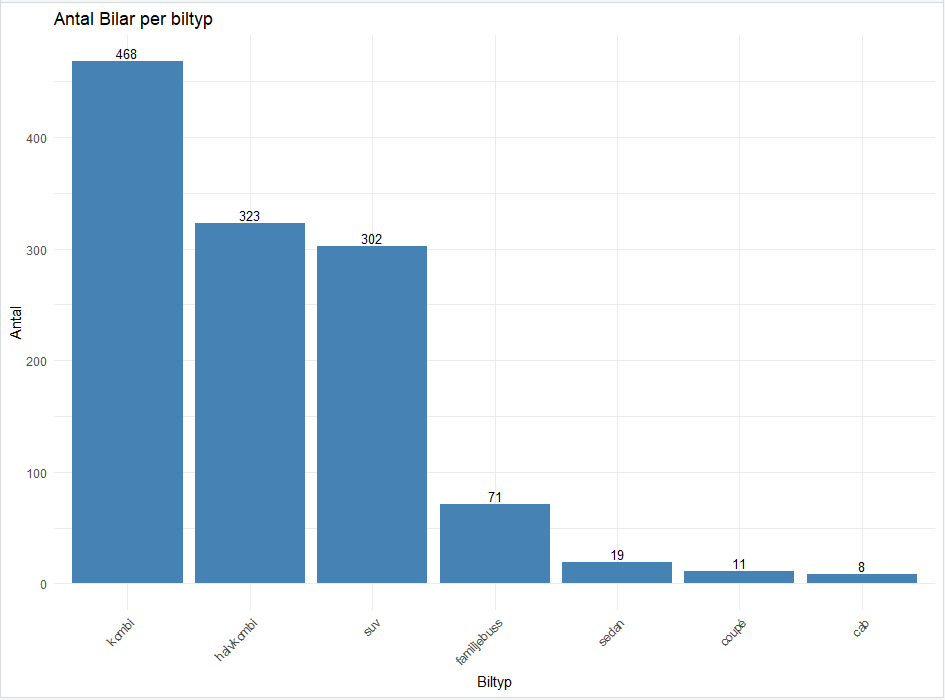 Antal Bilar per biltyp
468
323
302
71
19
11
8
400
300
200
100
0
Antal
kombi
halvkombi
suv
familjebuss
sedan
coupé
cab
Biltyp